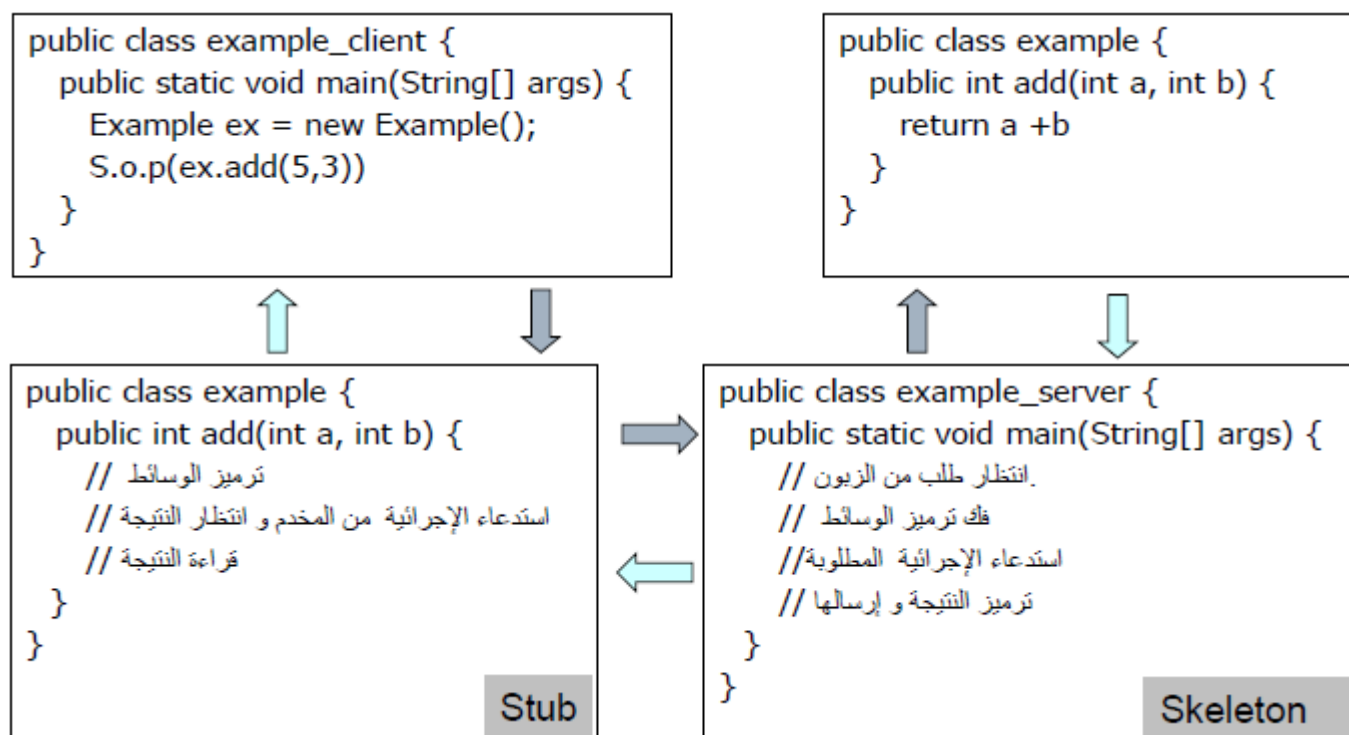 public class example_client {
public static void main(String[] args) {
Example ex = new Example();
S.o.p(ex.add(5,3))
}
}
public class example {
public int add(int a, int b) {
return a +b
}
}
public class example {
public int add(int a, int b) {
// ترميز الوسائط
// استدعاء الإجرائية من المخدم و انتظار النتيجة
// قراءة النتيجة
}
}
Stub
public class example_server {
public static void main(String[] args) {
// انتظار طلب من الزبون.
// فك ترميز الوسائط
//استدعاء الإجرائية المطلوبة
// ترميز النتيجة و إرسالها
}
}
Skeleton